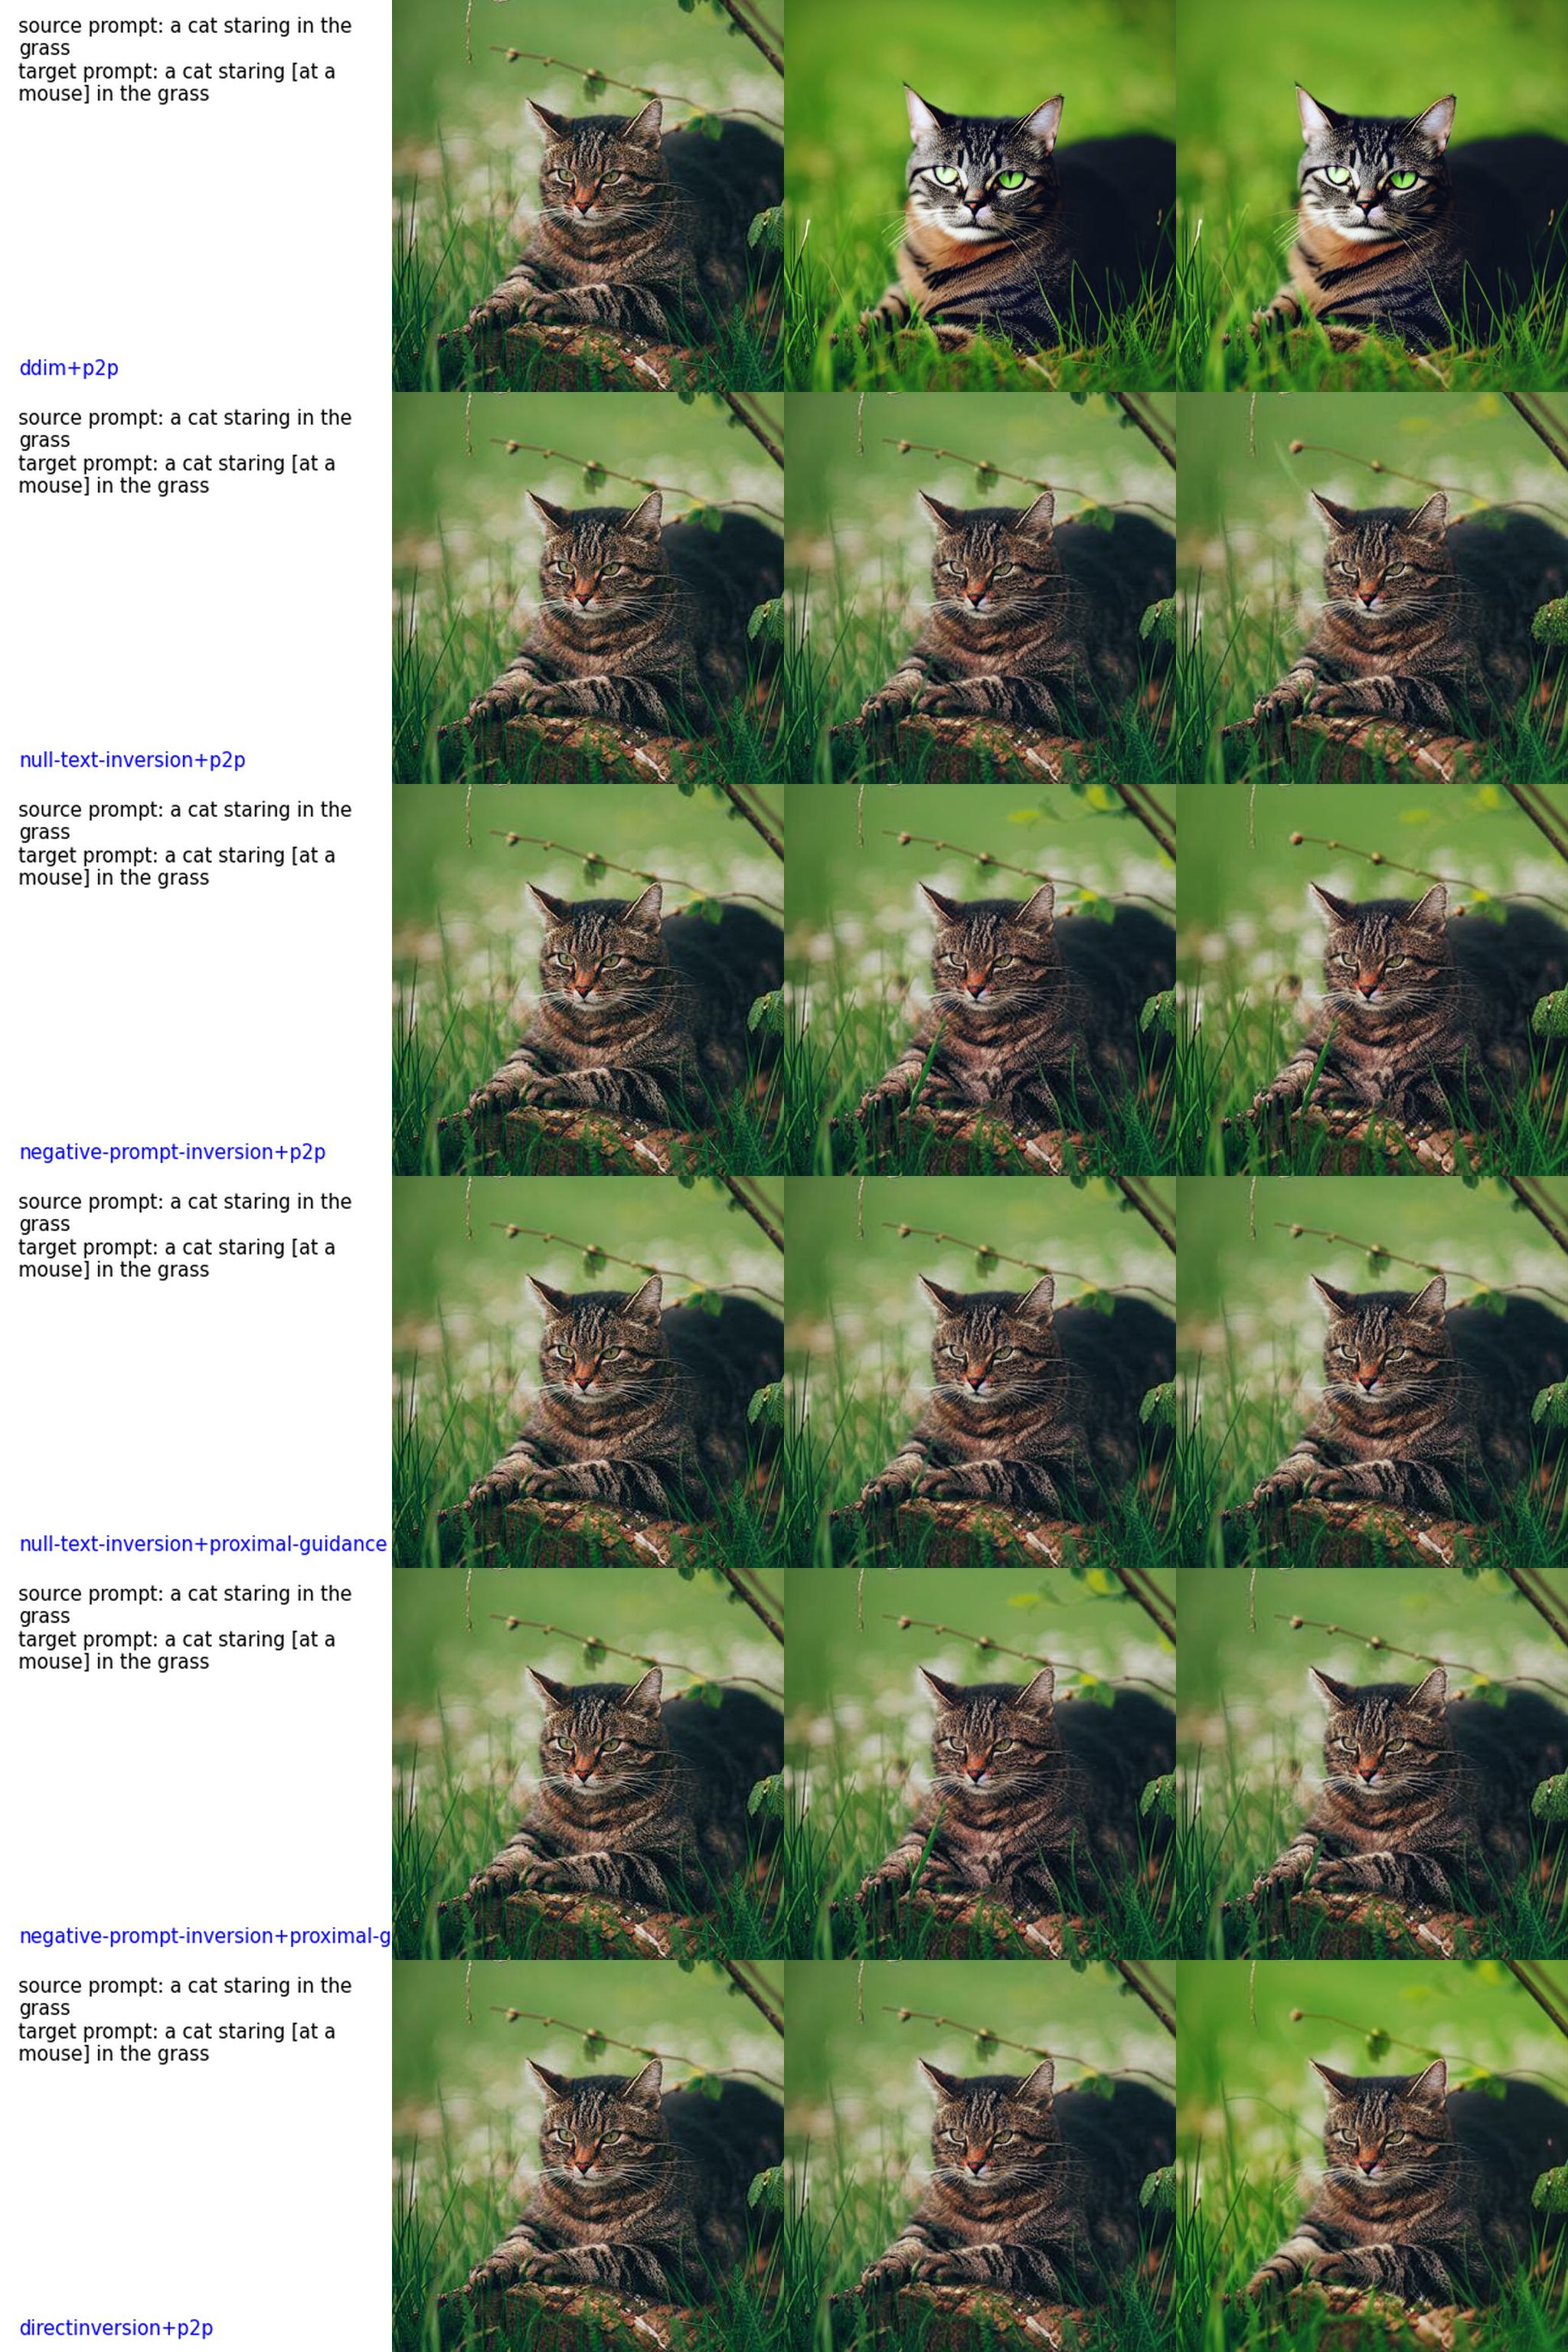 source prompt: a cat staring in the
grass
target prompt: a cat staring [at a
mouse] in the grass
ddim+p2p
source prompt: a cat staring in the
grass
target prompt: a cat staring [at a
mouse] in the grass
null-text-inversion+p2p
source prompt: a cat staring in the
grass
target prompt: a cat staring [at a
mouse] in the grass
negative-prompt-inversion+p2p
source prompt: a cat staring in the
grass
target prompt: a cat staring [at a
mouse] in the grass
null-text-inversion+proximal-guidance
source prompt: a cat staring in the
grass
target prompt: a cat staring [at a
mouse] in the grass
negative-prompt-inversion+proximal-g
source prompt: a cat staring in the
grass
target prompt: a cat staring [at a
mouse] in the grass
directinversion+p2p